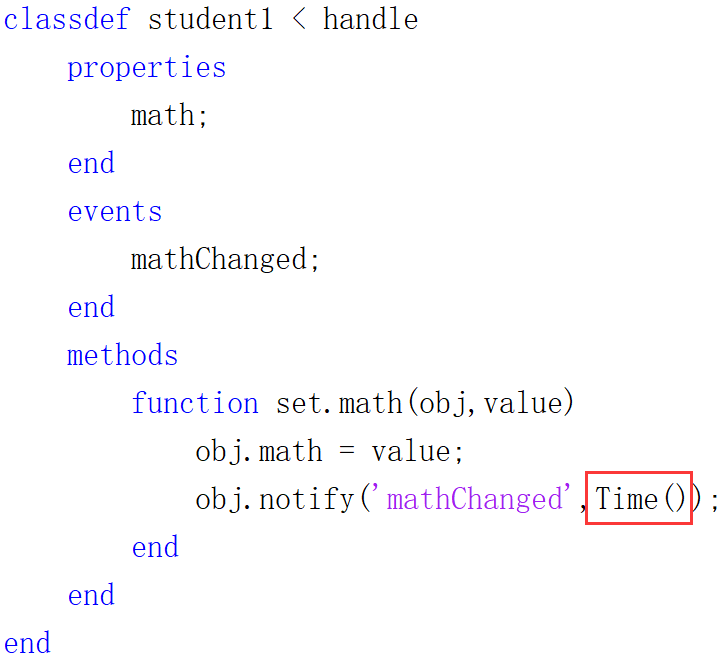 classdef student1 < handle
    properties
        math;
    end
    events
        mathChanged;
    end
    methods
        function set.math(obj,value)
            obj.math = value;
            obj.notify('mathChanged',Time());
        end
    end
end